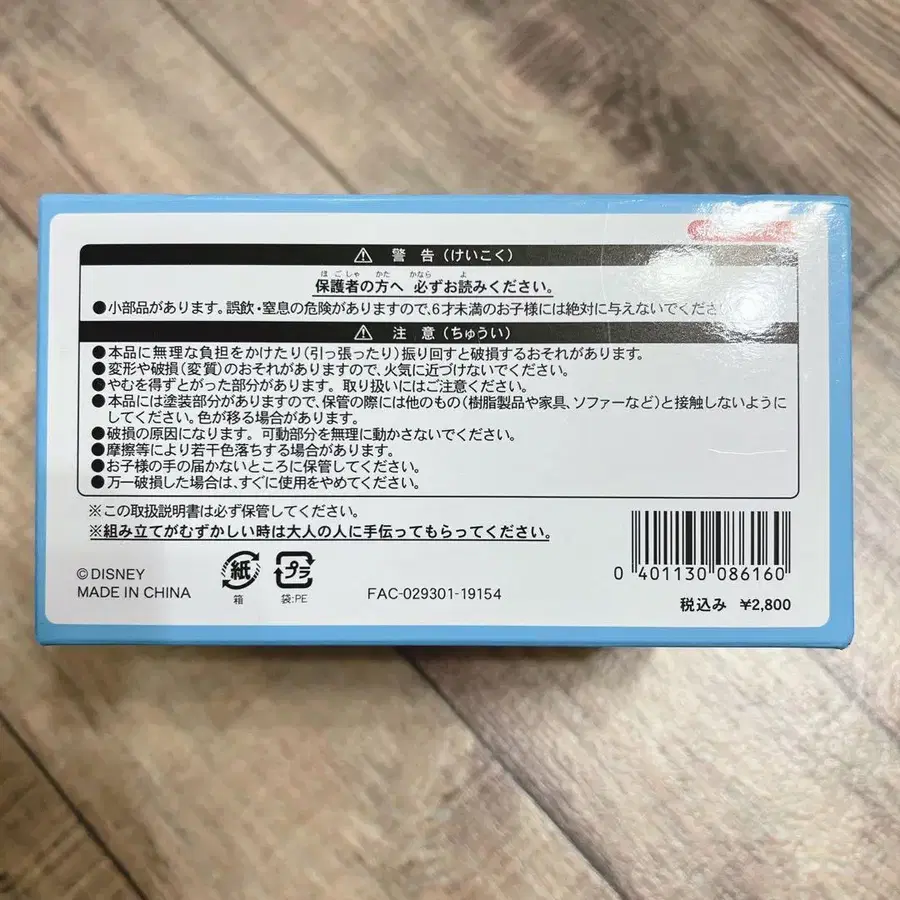 ⚠ 警告(けいこく)
保護者の方へ 必ずお読みください。
ほごしゃ かた かなら よ
●小部品があります。誤飲・窒息の危険がありますので、6才未満のお子様には絶対に与えないでくださ
⚠ 注意(ちゅうい)
●本品に無理な負担をかけたり(引っ張ったり)振り回すと破損するおそれがあります。
●変形や破損(変質)のおそれがありますので、火気に近づけないでください。
●やむを得ずとがった部分があります。取り扱いにはご注意ください。
●本品には塗装部分がありますので、保管の際には他のもの(樹脂製品や家具、ソファーなど)と接触しないように
してください。色が移る場合があります。
●破損の原因になります。可動部分を無理に動かさないでください。
●摩擦等により若干色落ちする場合があります。
●お子様の手の届かないところに保管してください。
●万一破損した場合は、すぐに使用をやめてください。
※この取扱説明書は必ず保管してください。
※組み立てがむずかしい時は大人の人に手伝ってもらってください。
©DISNEY
MADE IN CHINA
紙
箱
プラ
袋:PE
FAC-029301-19154
0 401130 086160
税込み ¥2,800